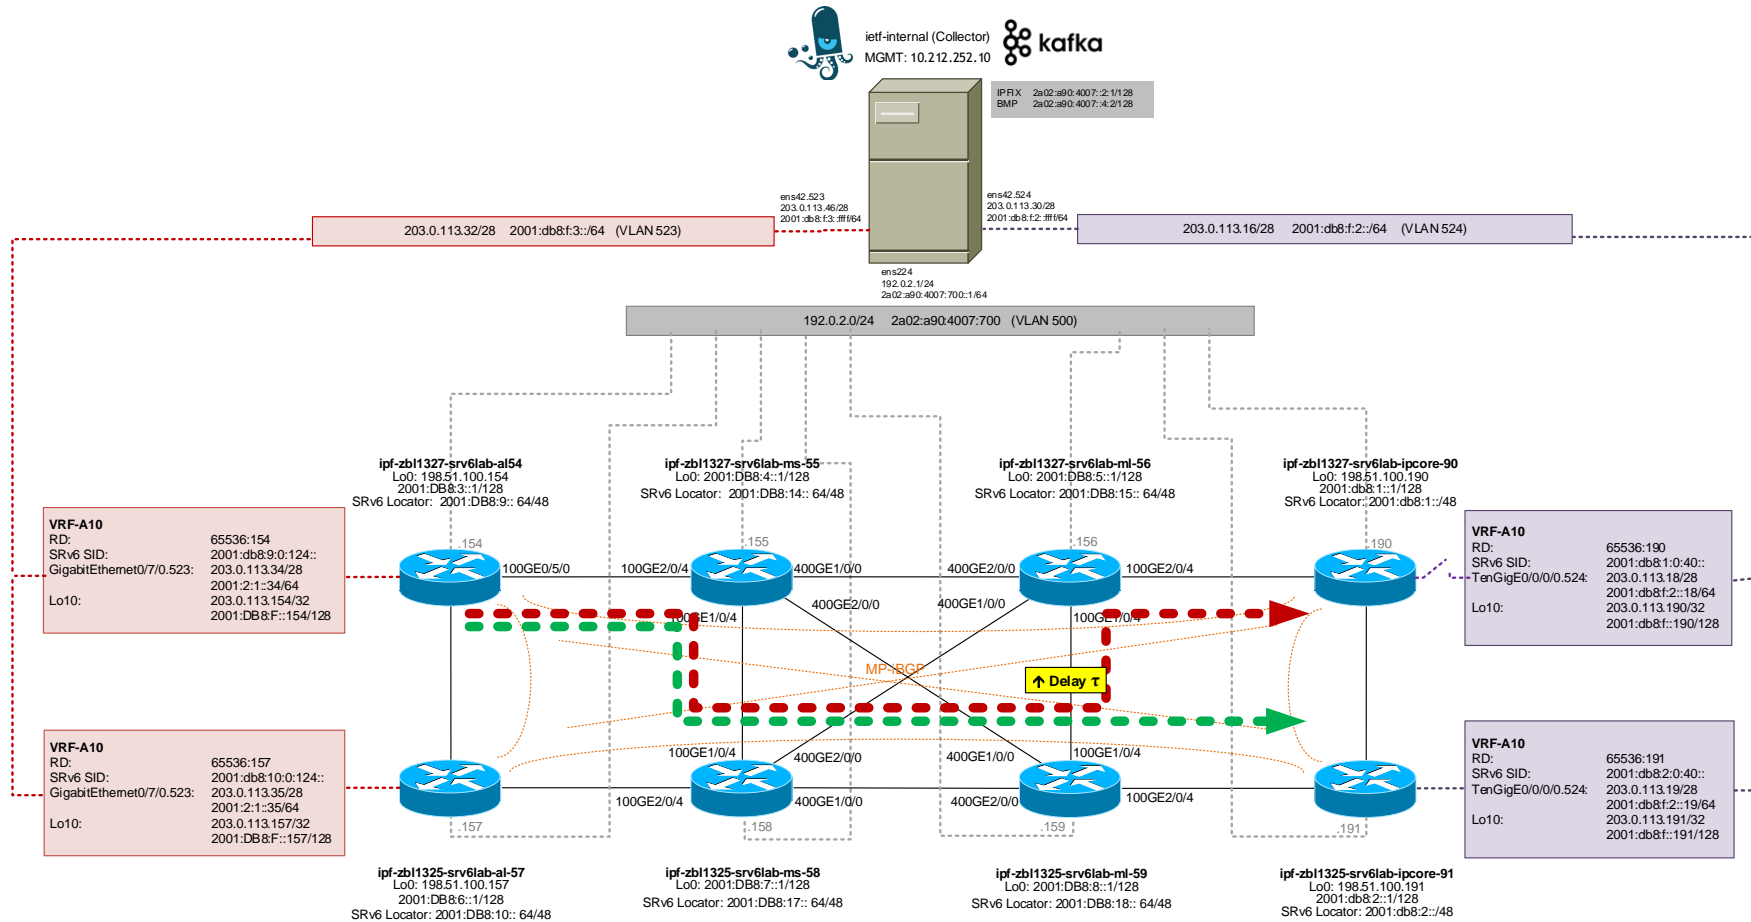 ietf-internal (Collector)
MGMT: 10.212.252.10
kafka
IPFIX 2a02:a90:4007::2:1/128
BMP 2a02:a90:4007::4:2/128
ens42.523
203.0.113.46/28
2001:db8:f:3::ffff/64
ens42.524
203.0.113.30/28
2001:db8:f:2::ffff/64
203.0.113.32/28 2001:db8:f:3::/64 (VLAN 523)
203.0.113.16/28 2001:db8:f:2::/64 (VLAN 524)
ens224
192.0.2.1/24
2a02:a90:4007:700::1/64
192.0.2.0/24 2a02:a90:4007:700 (VLAN 500)
ipf-zbl1327-srv6lab-al54
Lo0: 198.51.100.154
2001:DB8:3::1/128
SRv6 Locator: 2001:DB8:9:: 64/48
ipf-zbl1327-srv6lab-ms-55
Lo0: 2001:DB8:4::1/128
SRv6 Locator: 2001:DB8:14:: 64/48
ipf-zbl1327-srv6lab-ml-56
Lo0: 2001:DB8:5::1/128
SRv6 Locator: 2001:DB8:15:: 64/48
ipf-zbl1327-srv6lab-ipcore-90
Lo0: 198.51.100.190
2001:db8:1::1/128
SRv6 Locator: 2001:db8:1::/48
VRF-A10
RD: 65536:154
SRv6 SID: 2001:db8:9:0:124::
GigabitEthernet0/7/0.523: 203.0.113.34/28
2001:2:1::34/64
Lo10: 203.0.113.154/32
2001:DB8:F::154/128
VRF-A10
RD: 65536:190
SRv6 SID: 2001:db8:1:0:40::
TenGigE0/0/0/0.524: 203.0.113.18/28
2001:db8:f:2::18/64
Lo10: 203.0.113.190/32
2001:db8:f::190/128
.154
.155
.156
.190
100GE0/5/0
100GE2/0/4
400GE1/0/0
400GE2/0/0
100GE2/0/4
400GE2/0/0
400GE1/0/0
100GE1/0/4
100GE1/0/4
MP-iBGP
↑ Delay τ
100GE1/0/4
400GE2/0/0
400GE1/0/0
100GE1/0/4
100GE2/0/4
400GE1/0/0
400GE2/0/0
100GE2/0/4
.157
.158
.159
.191
VRF-A10
RD: 65536:157
SRv6 SID: 2001:db8:10:0:124::
GigabitEthernet0/7/0.523: 203.0.113.35/28
2001:2:1::35/64
Lo10: 203.0.113.157/32
2001:DB8:F::157/128
VRF-A10
RD: 65536:191
SRv6 SID: 2001:db8:2:0:40::
TenGigE0/0/0/0.524: 203.0.113.19/28
2001:db8:f:2::19/64
Lo10: 203.0.113.191/32
2001:db8:f::191/128
ipf-zbl1325-srv6lab-al-57
Lo0: 198.51.100.157
2001:DB8:6::1/128
SRv6 Locator: 2001:DB8:10:: 64/48
ipf-zbl1325-srv6lab-ms-58
Lo0: 2001:DB8:7::1/128
SRv6 Locator: 2001:DB8:17:: 64/48
ipf-zbl1325-srv6lab-ml-59
Lo0: 2001:DB8:8::1/128
SRv6 Locator: 2001:DB8:18:: 64/48
ipf-zbl1325-srv6lab-ipcore-91
Lo0: 198.51.100.191
2001:db8:2::1/128
SRv6 Locator: 2001:db8:2::/48